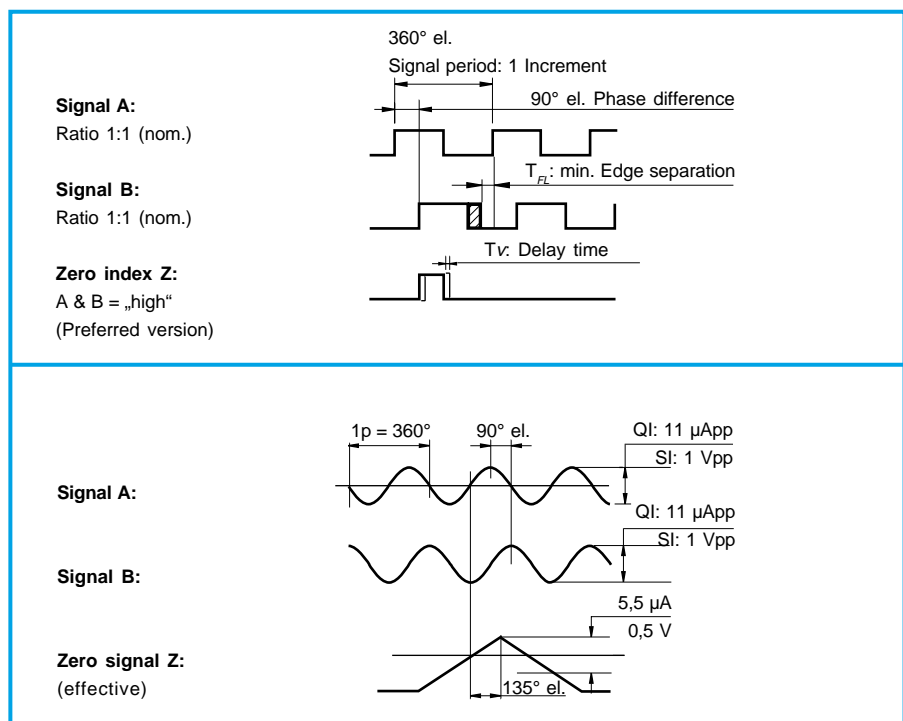 360° el.
Signal period: 1 Increment
Signal A:
90° el. Phase difference
Ratio 1:1 (nom.)
T_FL: min. Edge separation
Signal B:
Ratio 1:1 (nom.)
Tv: Delay time
Zero index Z:
A & B = „high“
(Preferred version)
1p = 360°
90° el.
QI: 11 µApp
SI: 1 Vpp
Signal A:
QI: 11 µApp
SI: 1 Vpp
Signal B:
5,5 µA
0,5 V
Zero signal Z:
(effective)
135° el.